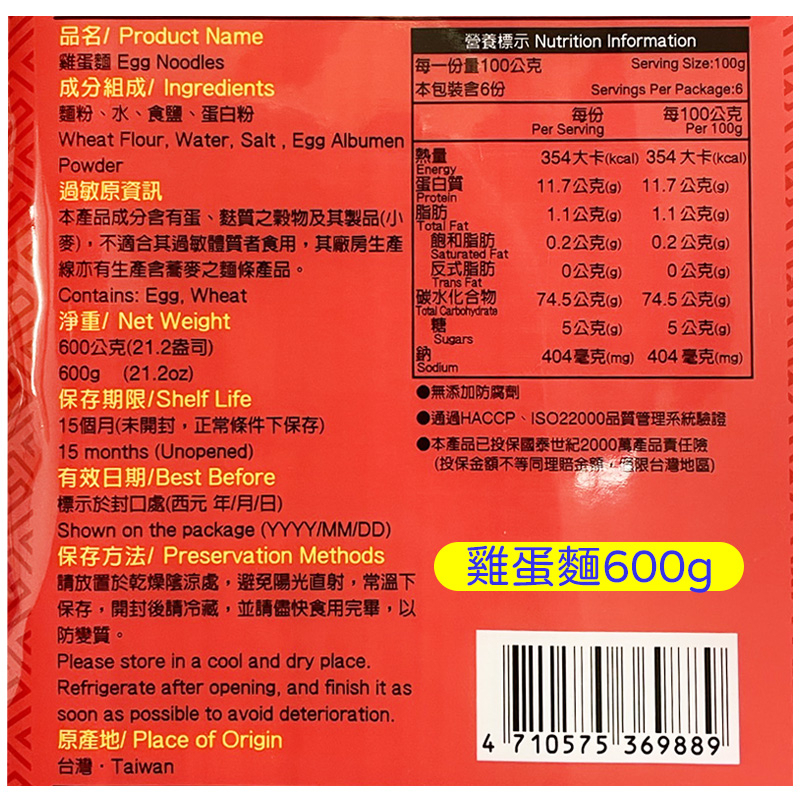 品名/ Product Name
雞蛋麵 Egg Noodles
成分組成/ Ingredients
麵粉、水、食鹽、蛋白粉
Wheat Flour, Water, Salt , Egg Albumen
Powder
過敏原資訊
本產品成分含有蛋、麩質之穀物及其製品(小
麥)，不適合其過敏體質者食用，其廠房生產
線亦有生產含蕎麥之麵條產品。
Contains: Egg, Wheat
淨重/ Net Weight
600公克(21.2盎司)
600g (21.2oz)
保存期限/Shelf Life
15個月(未開封，正常條件下保存)
15 months (Unopened)
有效日期/Best Before
標示於封口處(西元 年/月/日)
Shown on the package (YYYY/MM/DD)
保存方法/ Preservation Methods
請放置於乾燥陰涼處，避免陽光直射，常溫下
保存，開封後請冷藏，並請儘快食用完畢，以
防變質。
Please store in a cool and dry place.
Refrigerate after opening, and finish it as
soon as possible to avoid deterioration.
原產地/ Place of Origin
台灣・Taiwan
營養標示 Nutrition Information
每一份量100公克 Serving Size:100g
本包裝含6份 Servings Per Package:6
每份 每100公克
Per Serving Per 100g
熱量 354大卡(kcal) 354大卡(kcal)
Energy
蛋白質 11.7公克(g) 11.7公克(g)
Protein
脂肪 1.1公克(g) 1.1公克(g)
Total Fat
飽和脂肪 0.2公克(g) 0.2公克(g)
Saturated Fat
反式脂肪 0公克(g) 0公克(g)
Trans Fat
碳水化合物 74.5公克(g) 74.5公克(g)
Total Carbohydrate
糖 5公克(g) 5公克(g)
Sugars
鈉 404毫克(mg) 404毫克(mg)
Sodium
●無添加防腐劑
●通過HACCP、ISO22000品質管理系統驗證
●本產品已投保國泰世紀2000萬產品責任險
(投保金額不等同理賠金額，僅限台灣地區)
雞蛋麵600g
4 710575 369889